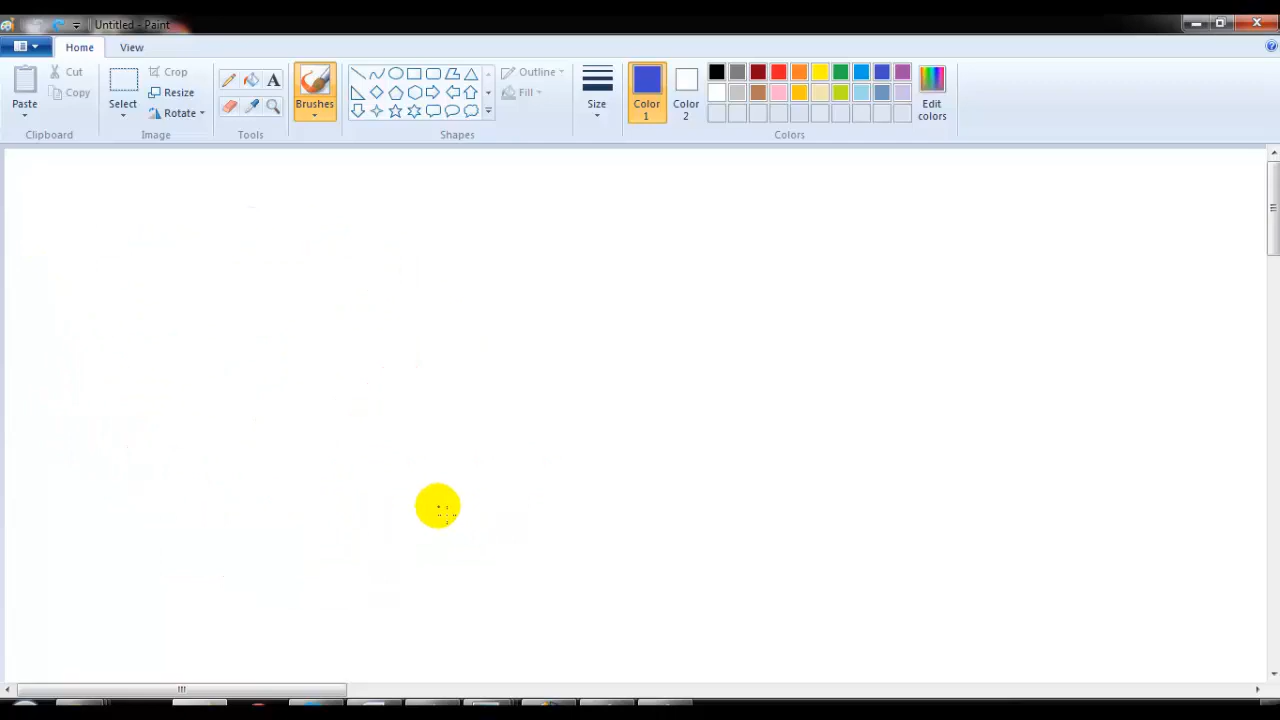 Untitled - Paint
Home View
Paste
Cut
Copy
Clipboard
Select
Crop
Resize
Rotate
Image
A
Tools
Brushes
Outline
Fill
Shapes
Size
Color 1
Color 2
Edit colors
Colors